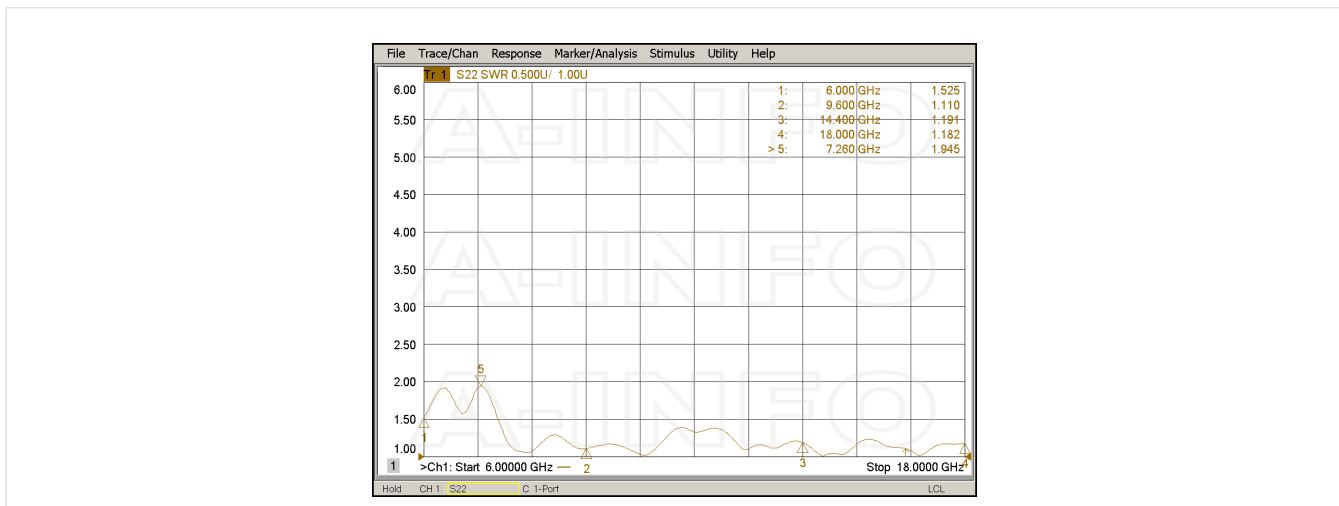 File Trace/Chan Response Marker/Analysis Stimulus Utility Help
Tr 1 S22 SWR 0.500U/ 1.00U
1: 6.000 GHz 1.525
2: 9.600 GHz 1.110
3: 14.400 GHz 1.191
4: 18.000 GHz 1.182
> 5: 7.260 GHz 1.945
6.00
5.50
5.00
4.50
4.00
3.50
3.00
2.50
2.00
1.50
1.00
A-INFO
A-INFO
A-INFO
5
1
2
3
4
1 >Ch1: Start 6.00000 GHz — Stop 18.0000 GHz
Hold CH 1: S22 C 1-Port LCL